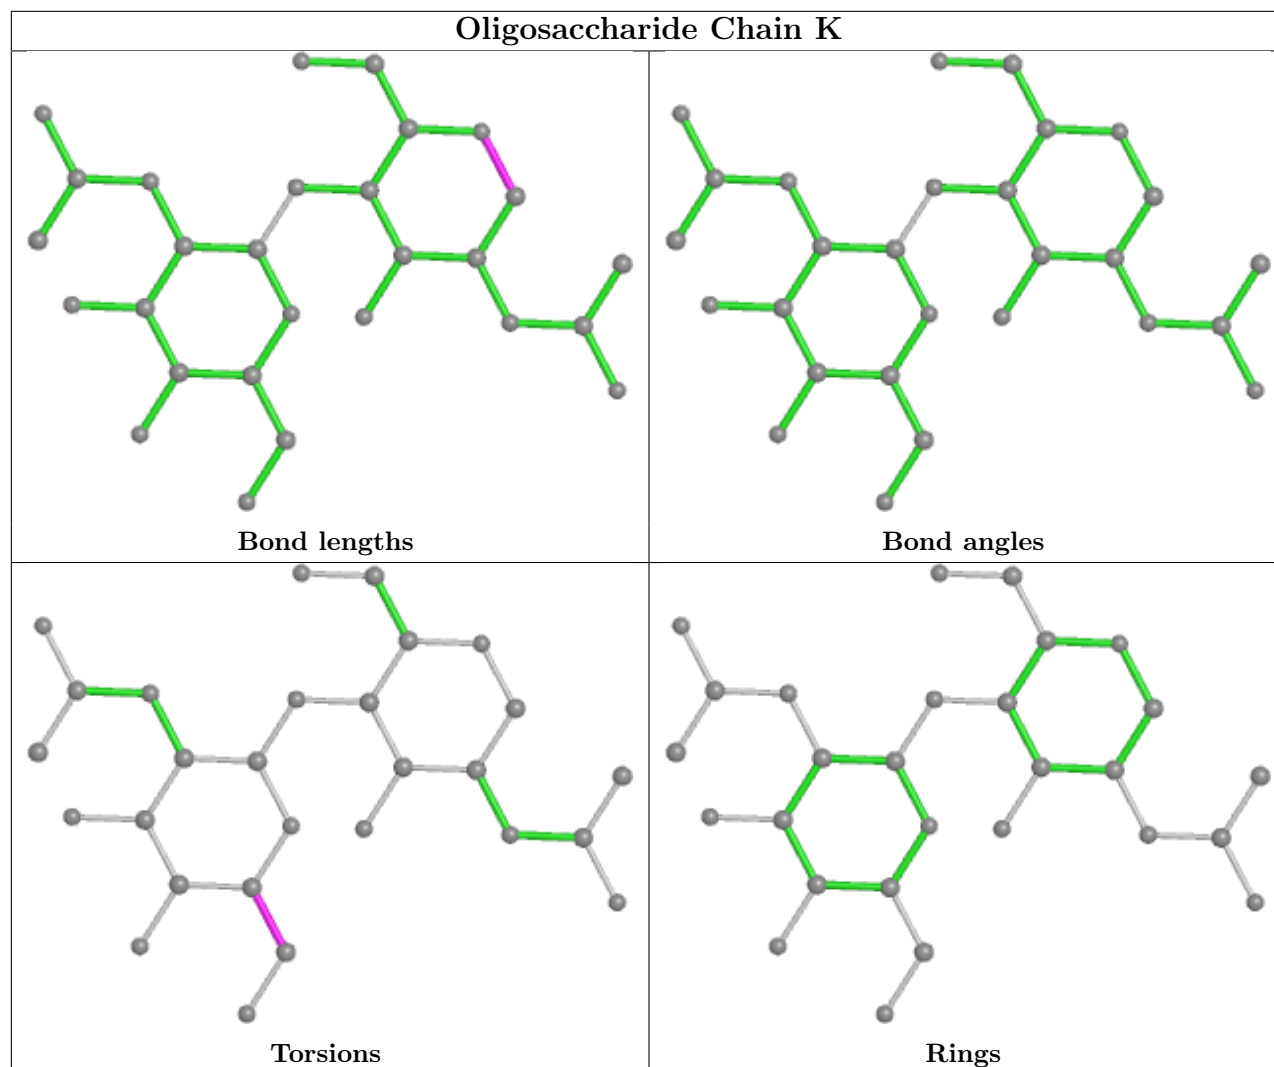 Oligosaccharide Chain K
Bond lengths
Bond angles
Torsions
Rings